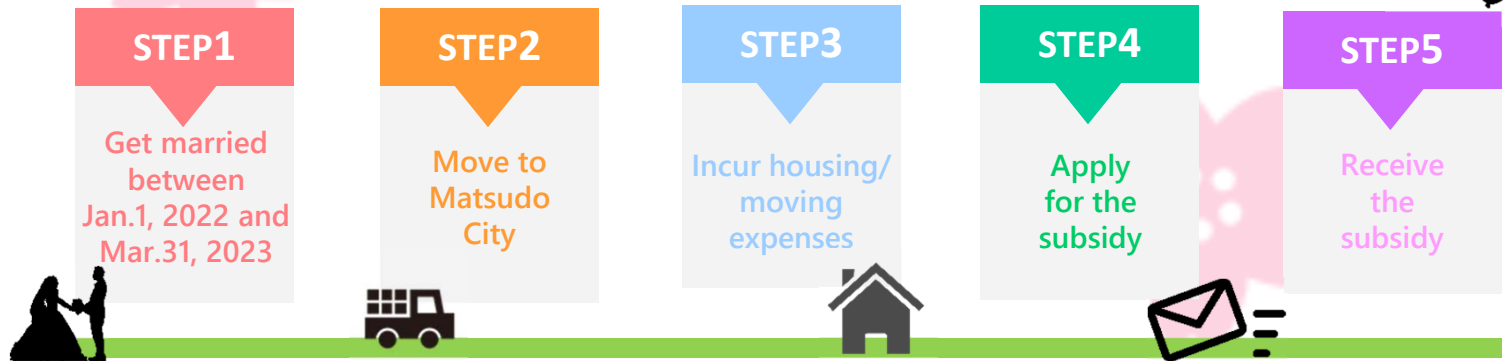 STEP1
Get married
between
Jan.1, 2022 and
Mar.31, 2023
STEP2
Move to
Matsudo
City
STEP3
Incur housing/
moving
expenses
STEP4
Apply
for the
subsidy
STEP5
Receive
the
subsidy